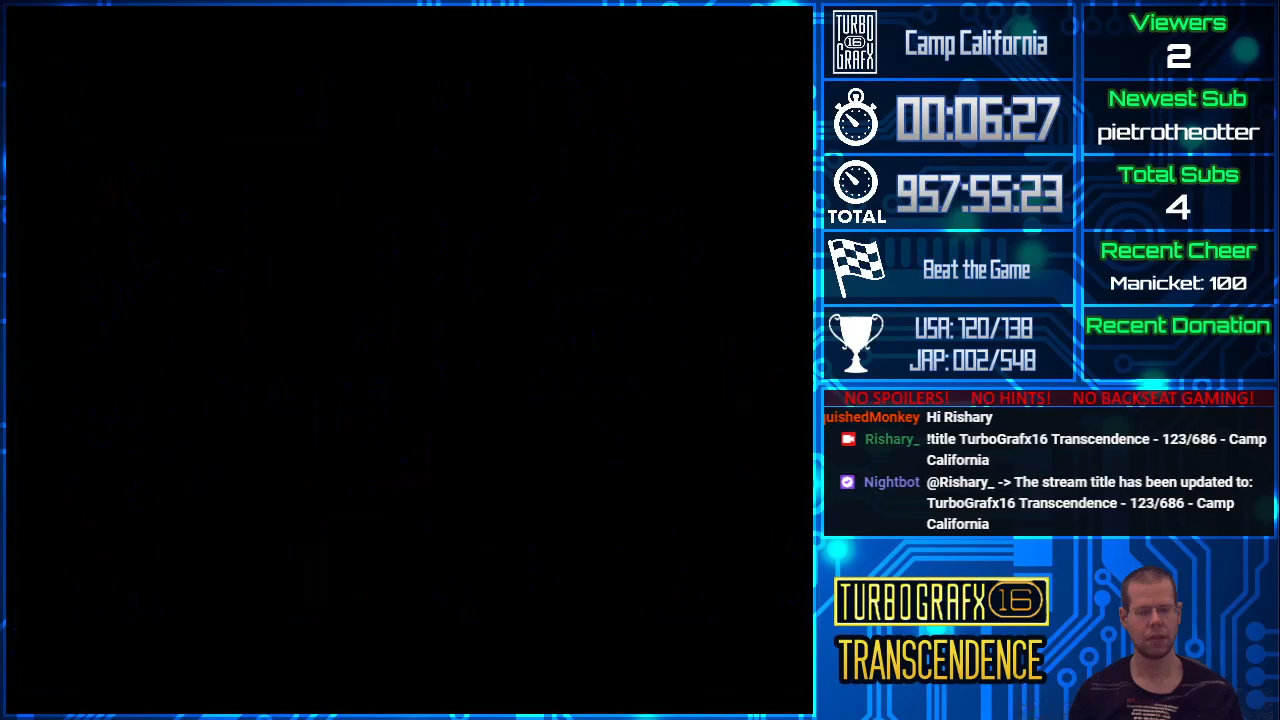 TURBO
16
GRAFX
Camp California
00:06:27
957:55:23
TOTAL
Beat the Game
USA: 120/138
JAP: 002/548
Viewers
2
Newest Sub
pietrotheotter
Total Subs
4
Recent Cheer
Manicket: 100
Recent Donation
NO SPOILERS! NO HINTS! NO BACKSEAT GAMING!
uishedMonkey Hi Rishary
Rishary_ !title TurboGrafx16 Transcendence - 123/686 - Camp
California
Nightbot @Rishary_ -> The stream title has been updated to:
TurboGrafx16 Transcendence - 123/686 - Camp
California
TURBOGRAFX 16
TRANSCENDENCE